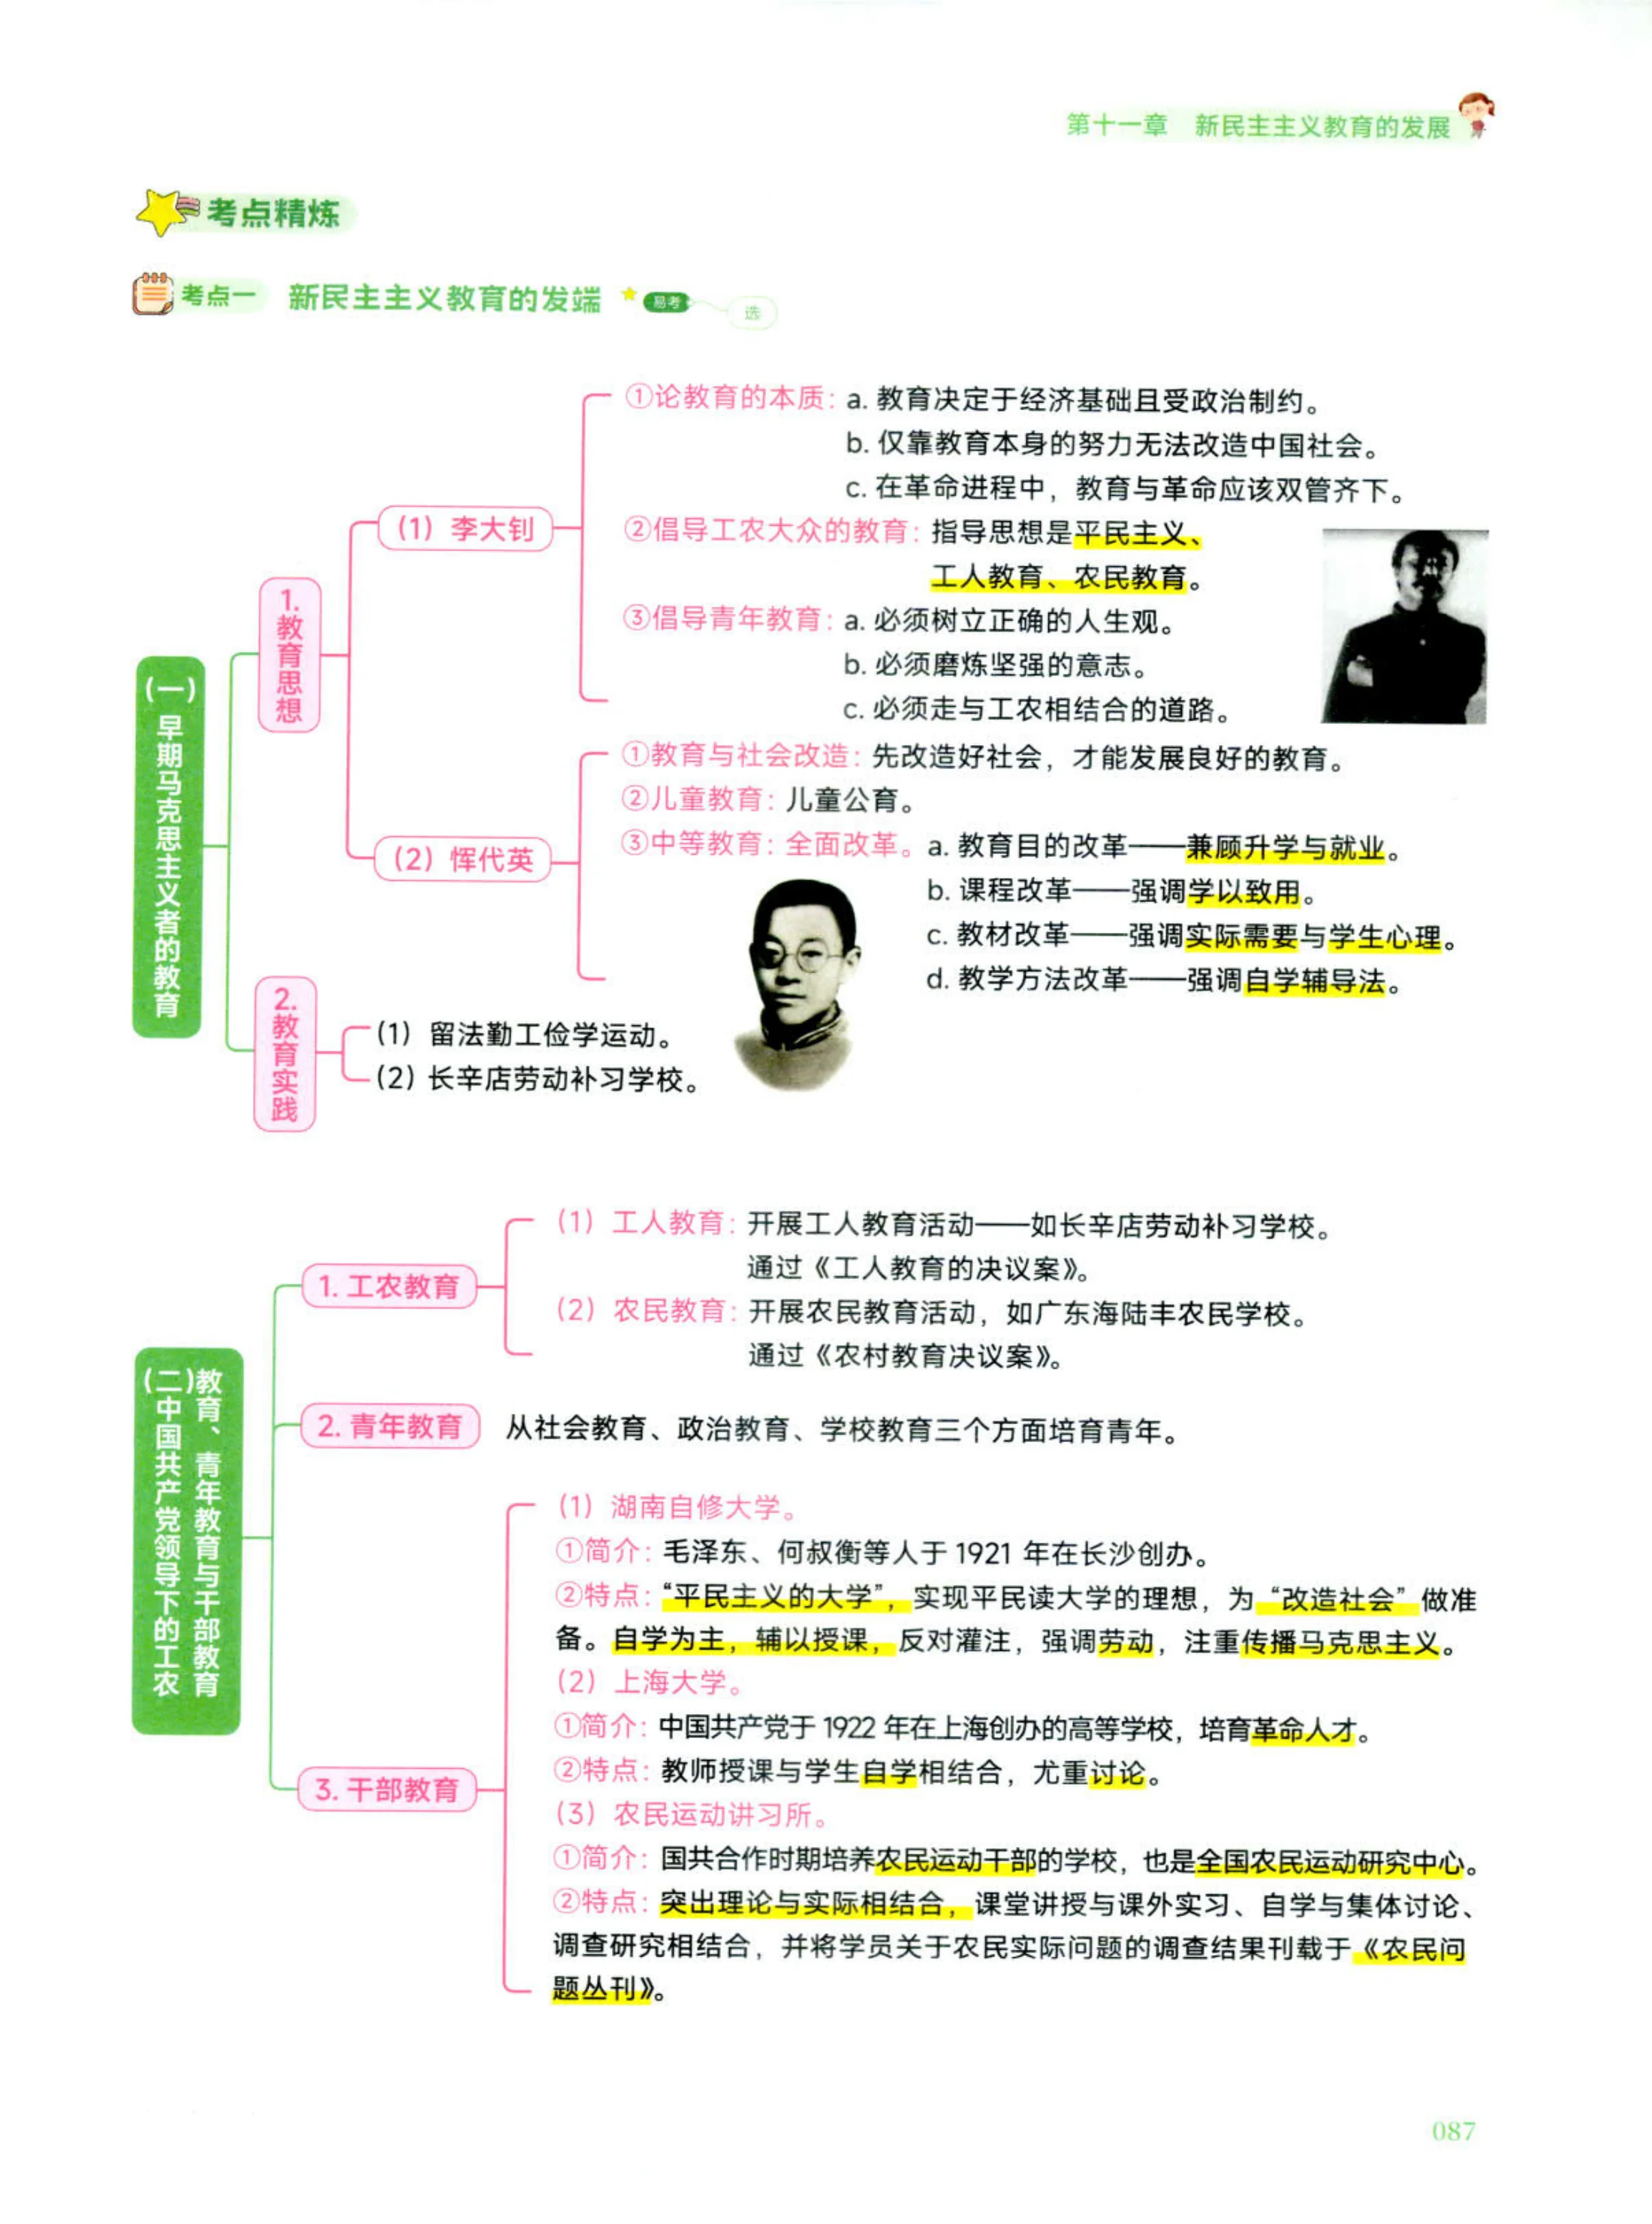 第十一章 新民主主义教育的发展
考点精炼
考点一 新民主主义教育的发端 易考 选
(一)早期马克思主义者的教育
1.教育思想
(1) 李大钊
①论教育的本质：a. 教育决定于经济基础且受政治制约。
b. 仅靠教育本身的努力无法改造中国社会。
c. 在革命进程中，教育与革命应该双管齐下。
②倡导工农大众的教育：指导思想是平民主义、
工人教育、农民教育。
③倡导青年教育：a. 必须树立正确的人生观。
b. 必须磨炼坚强的意志。
c. 必须走与工农相结合的道路。
(2) 恽代英
①教育与社会改造：先改造好社会，才能发展良好的教育。
②儿童教育：儿童公育。
③中等教育：全面改革。a. 教育目的改革——兼顾升学与就业。
b. 课程改革——强调学以致用。
c. 教材改革——强调实际需要与学生心理。
d. 教学方法改革——强调自学辅导法。
2.教育实践
(1) 留法勤工俭学运动。
(2) 长辛店劳动补习学校。
(二)中国共产党领导下的工农
教育、青年教育与干部教育
1. 工农教育
(1) 工人教育：开展工人教育活动——如长辛店劳动补习学校。
通过《工人教育的决议案》。
(2) 农民教育：开展农民教育活动，如广东海陆丰农民学校。
通过《农村教育决议案》。
2. 青年教育 从社会教育、政治教育、学校教育三个方面培育青年。
3. 干部教育
(1) 湖南自修大学。
①简介：毛泽东、何叔衡等人于 1921 年在长沙创办。
②特点：“平民主义的大学”，实现平民读大学的理想，为“改造社会”做准
备。自学为主，辅以授课，反对灌注，强调劳动，注重传播马克思主义。
(2) 上海大学。
①简介：中国共产党于 1922 年在上海创办的高等学校，培育革命人才。
②特点：教师授课与学生自学相结合，尤重讨论。
(3) 农民运动讲习所。
①简介：国共合作时期培养农民运动干部的学校，也是全国农民运动研究中心。
②特点：突出理论与实际相结合，课堂讲授与课外实习、自学与集体讨论、
调查研究相结合，并将学员关于农民实际问题的调查结果刊载于《农民问
题丛刊》。
087